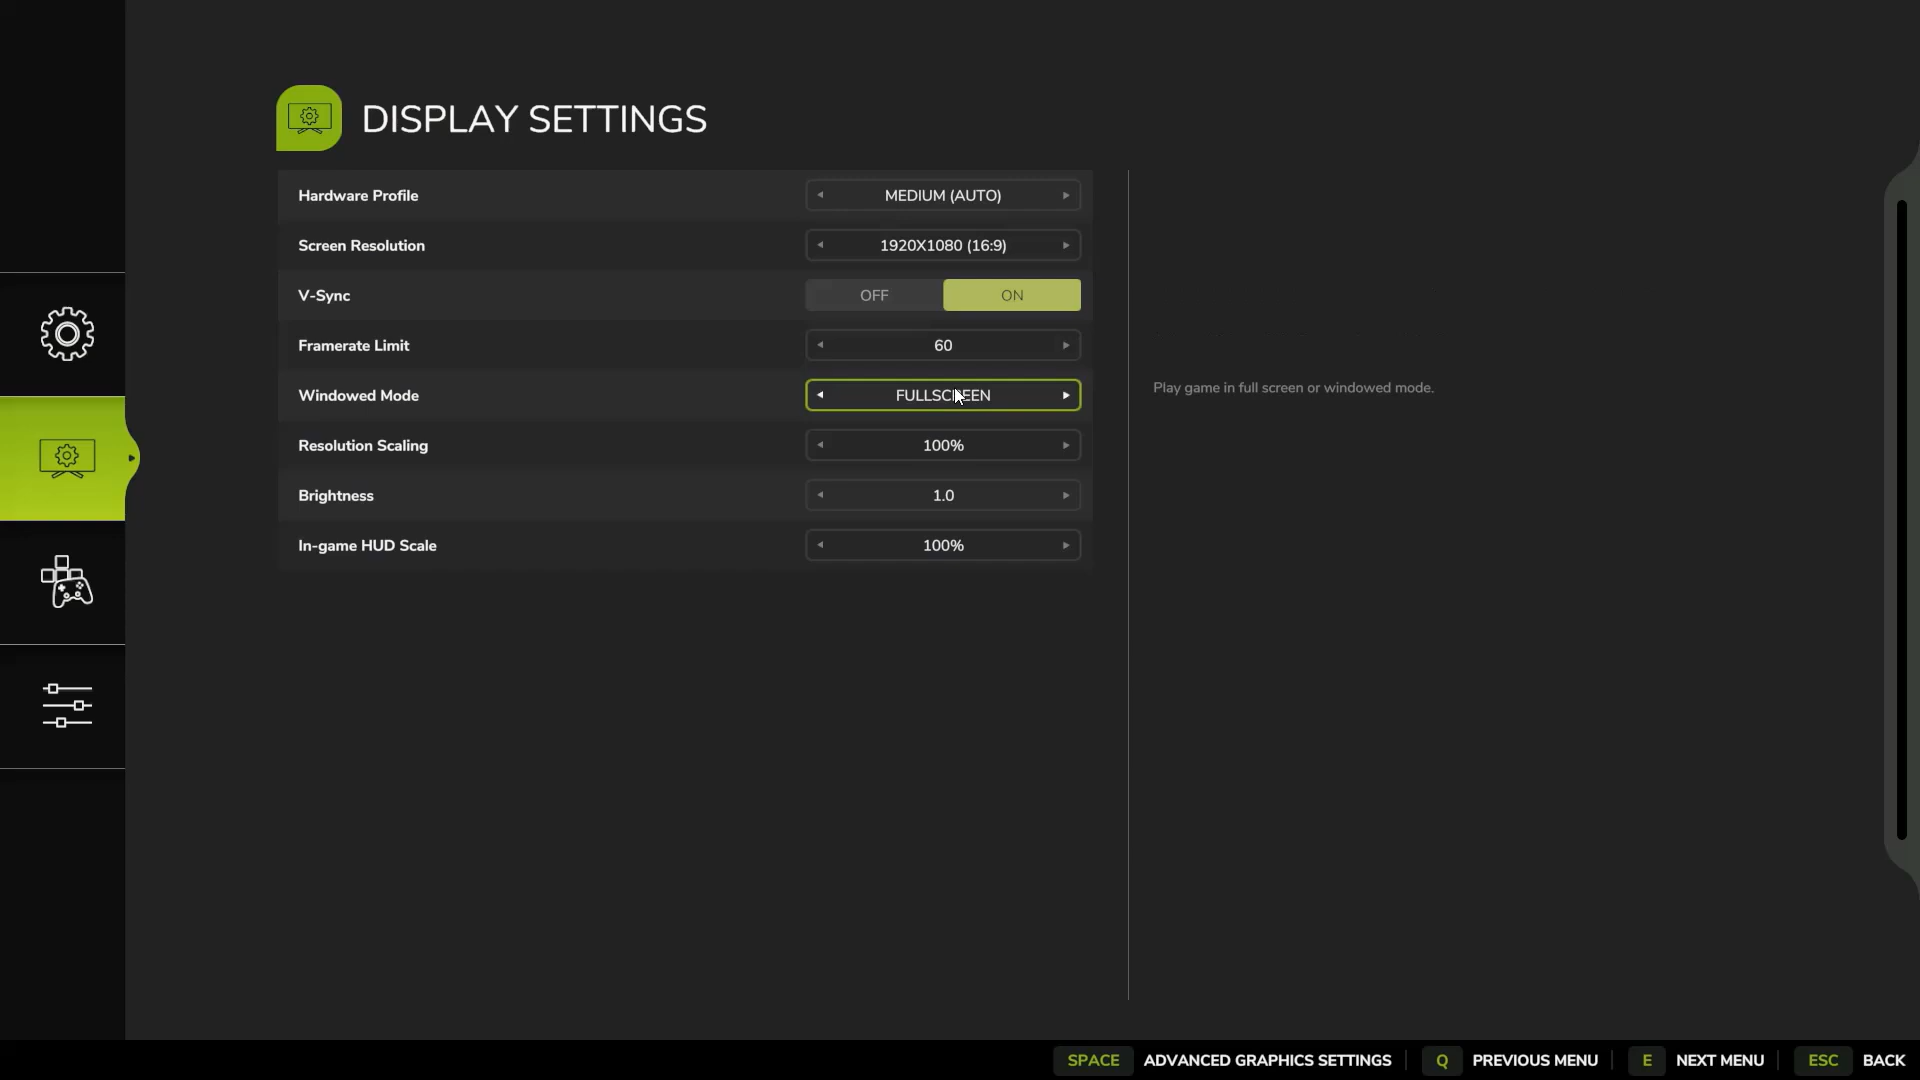 DISPLAY SETTINGS
Hardware Profile MEDIUM (AUTO)
Screen Resolution 1920X1080 (16:9)
V-Sync OFF ON
Framerate Limit 60
Windowed Mode FULLSCREEN
Play game in full screen or windowed mode.
Resolution Scaling 100%
Brightness 1.0
In-game HUD Scale 100%
SPACE ADVANCED GRAPHICS SETTINGS Q PREVIOUS MENU E NEXT MENU ESC BACK